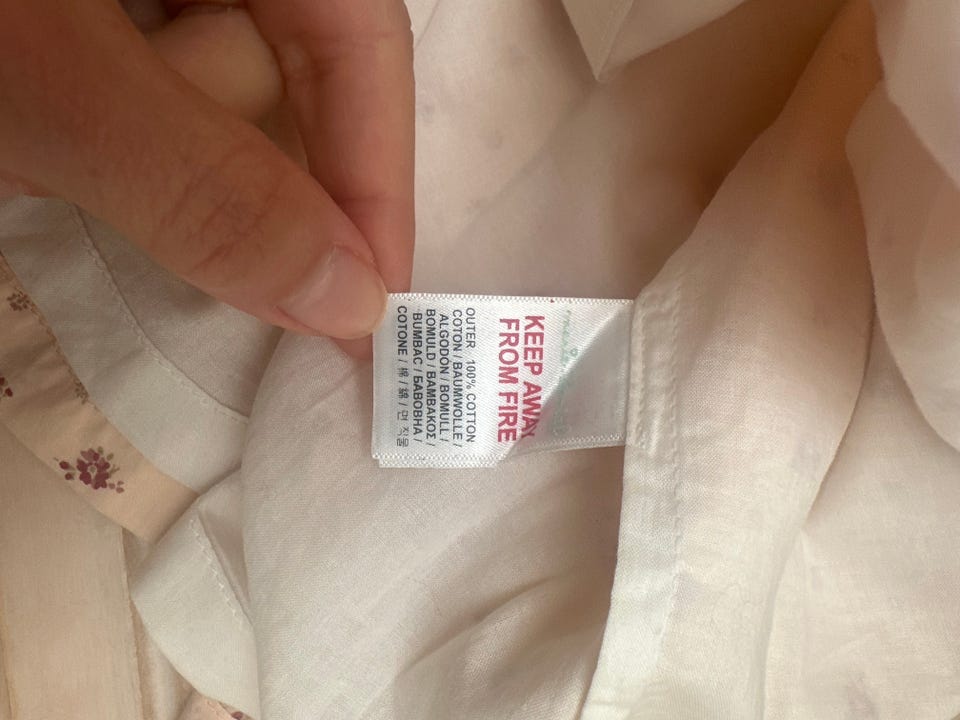 KEEP AWAY
FROM FIRE
OUTER 100% COTTON
COTON / BAUMWOLLE /
ALGODON / BOMULL /
BOMULD / ΒΑΜΒΑΚΟΣ /
BUMBAC / БАВОВНА /
COTONE / 棉 / 綿 / 면 직물